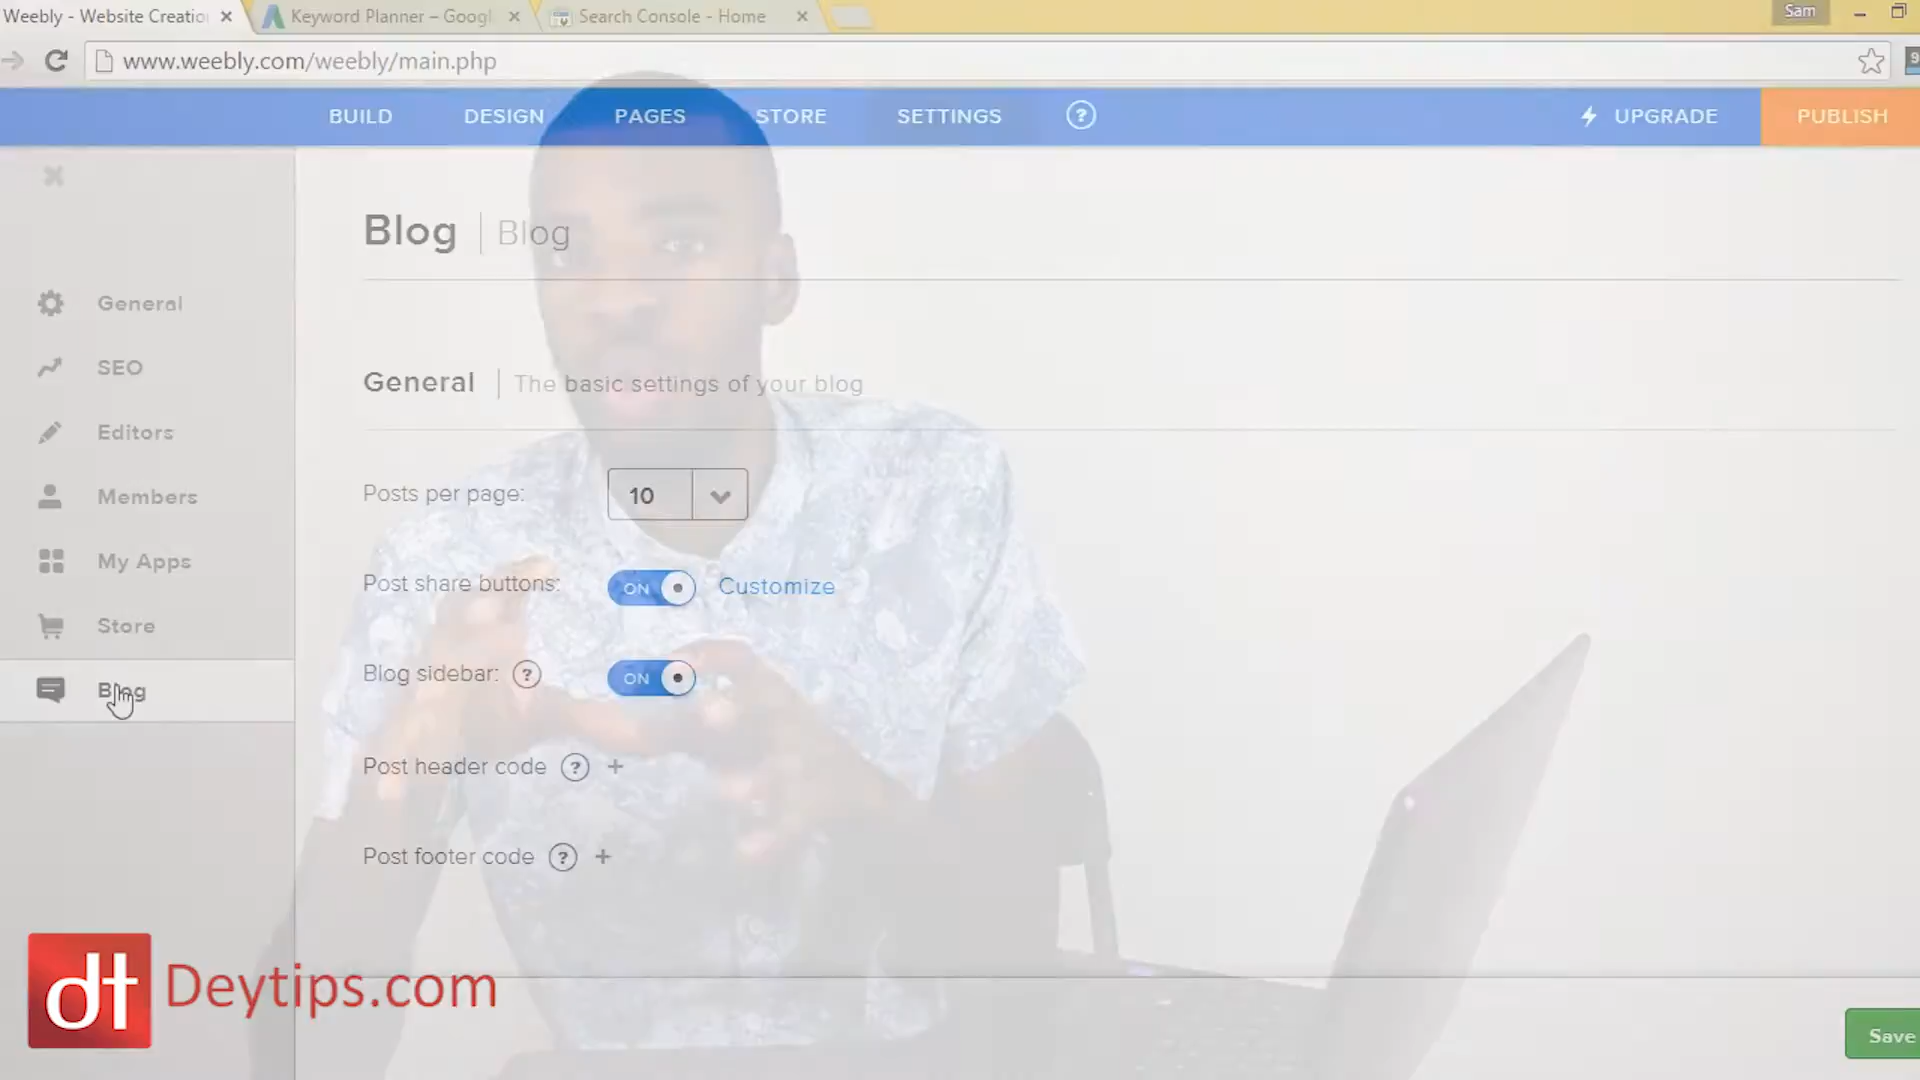 Weebly - Website Creatio
Keyword Planner – Googl
Search Console - Home
Sam
www.weebly.com/weebly/main.php
BUILD
DESIGN
PAGES
STORE
SETTINGS
?
UPGRADE
PUBLISH
Blog
Blog
General
SEO
Editors
Members
My Apps
Store
Blog
General
The basic settings of your blog
Posts per page:
10
Post share buttons:
ON
Customize
Blog sidebar: ?
ON
Post header code ? +
Post footer code ? +
dt Deytips.com
Save